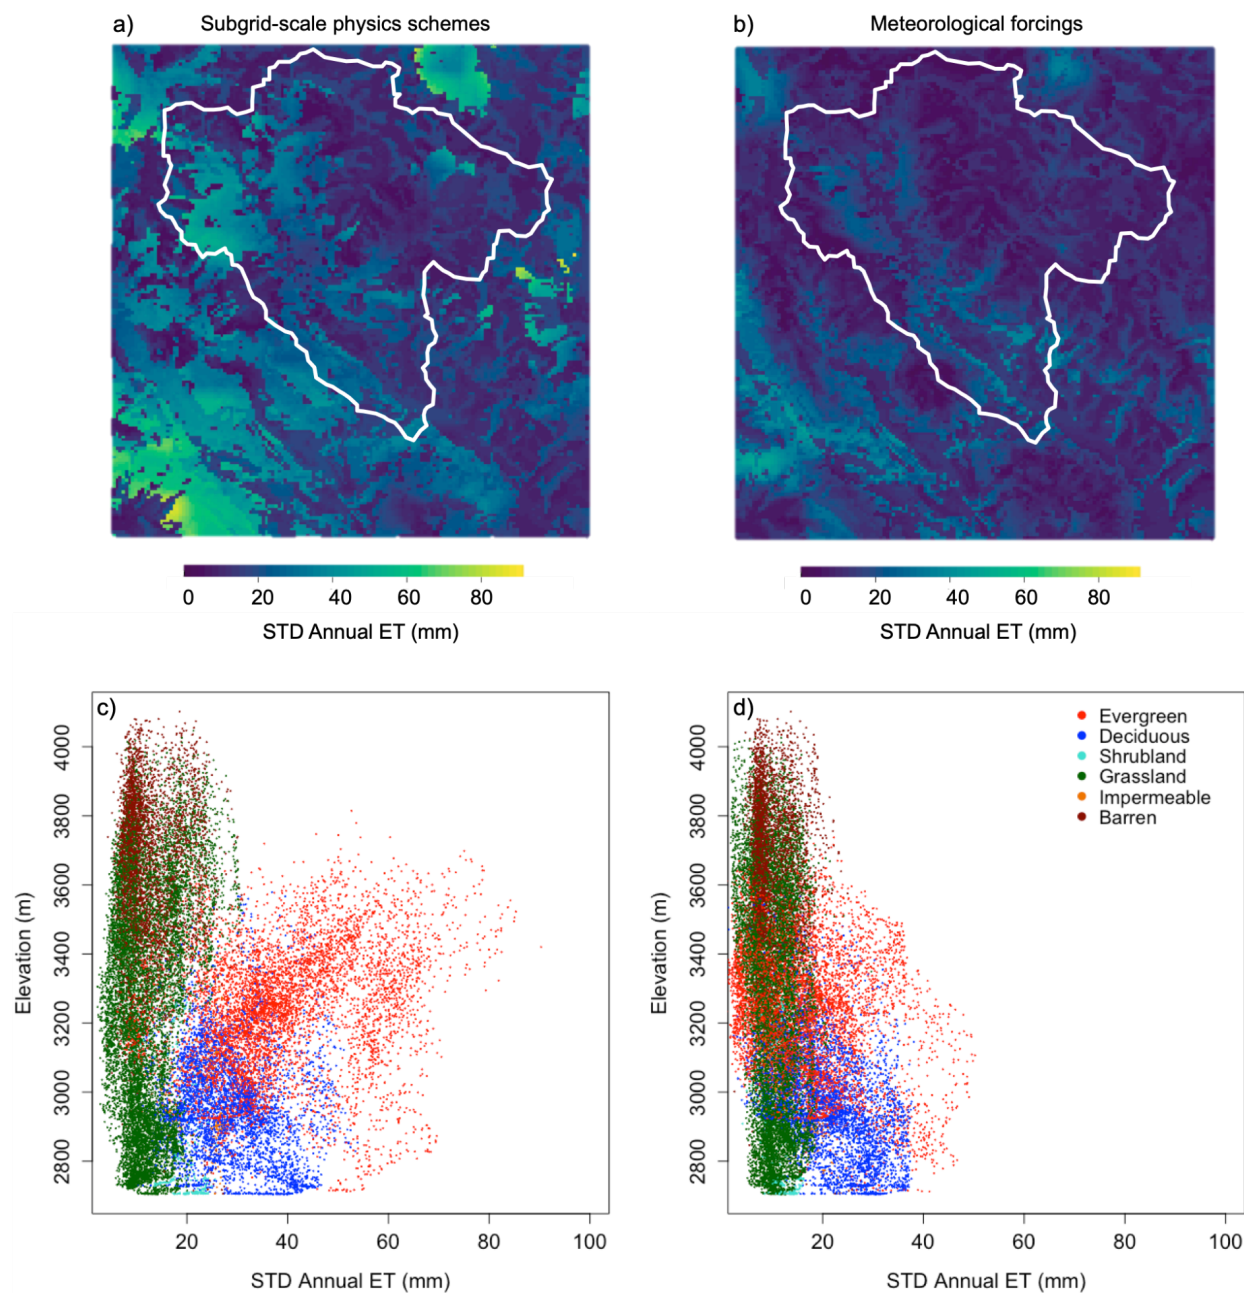 a) Subgrid-scale physics schemes
b) Meteorological forcings
0 20 40 60 80
STD Annual ET (mm)
0 20 40 60 80
STD Annual ET (mm)
c)
Elevation (m)
4000
3800
3600
3400
3200
3000
2800
20 40 60 80 100
STD Annual ET (mm)
d)
Evergreen
Deciduous
Shrubland
Grassland
Impermeable
Barren
Elevation (m)
4000
3800
3600
3400
3200
3000
2800
20 40 60 80 100
STD Annual ET (mm)